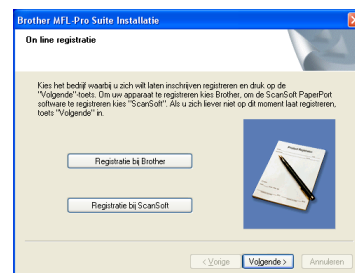 Brother MFL-Pro Suite Installatie
On line registratie
Kies het bedrijf waarbij u zich wilt laten inschrijven registreren en druk op de
"Volgende"-toets. Om uw apparaat te registreren kies Brother, om de ScanSoft PaperPort
software te registreren kies "ScanSoft". Als u zich liever niet op dit moment laat registreren,
toets "Volgende" in.
Registratie bij Brother
Registratie bij ScanSoft
< Vorige
Volgende >
Annuleren